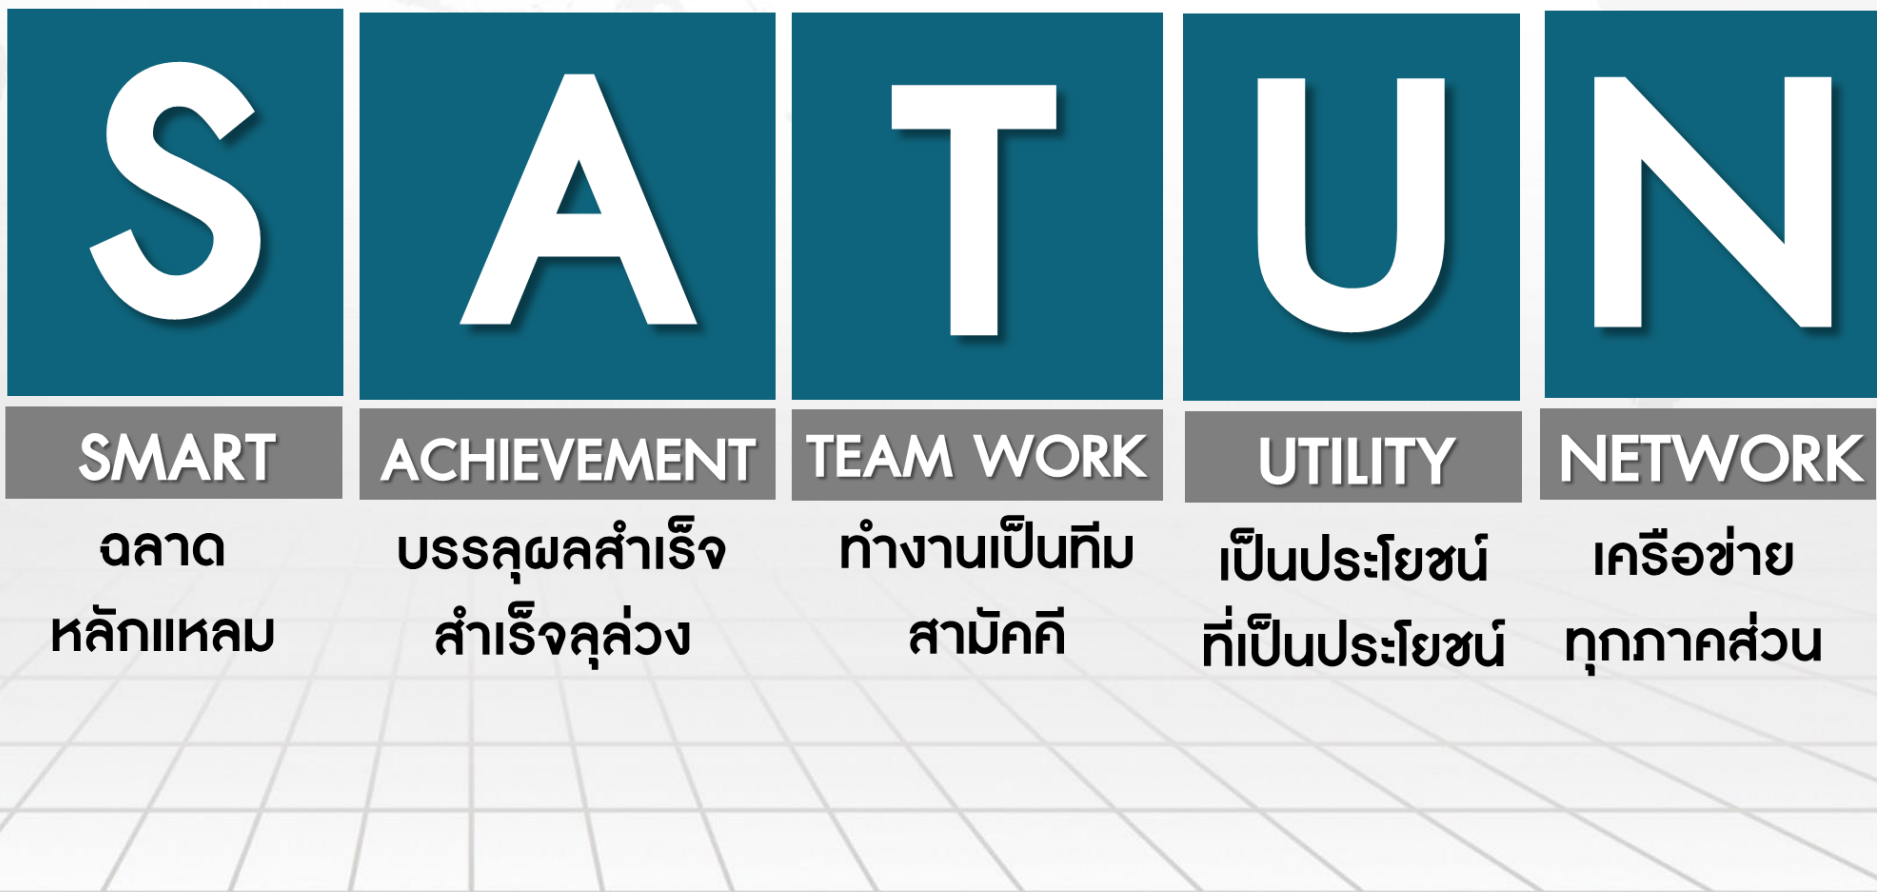 S A T U N
SMART ACHIEVEMENT TEAM WORK UTILITY NETWORK
ฉลาด บรรลุผลสำเร็จ ทำงานเป็นทีม เป็นประโยชน์ เครือข่าย
หลักแหลม สำเร็จลุล่วง สามัคคี ที่เป็นประโยชน์ ทุกภาคส่วน